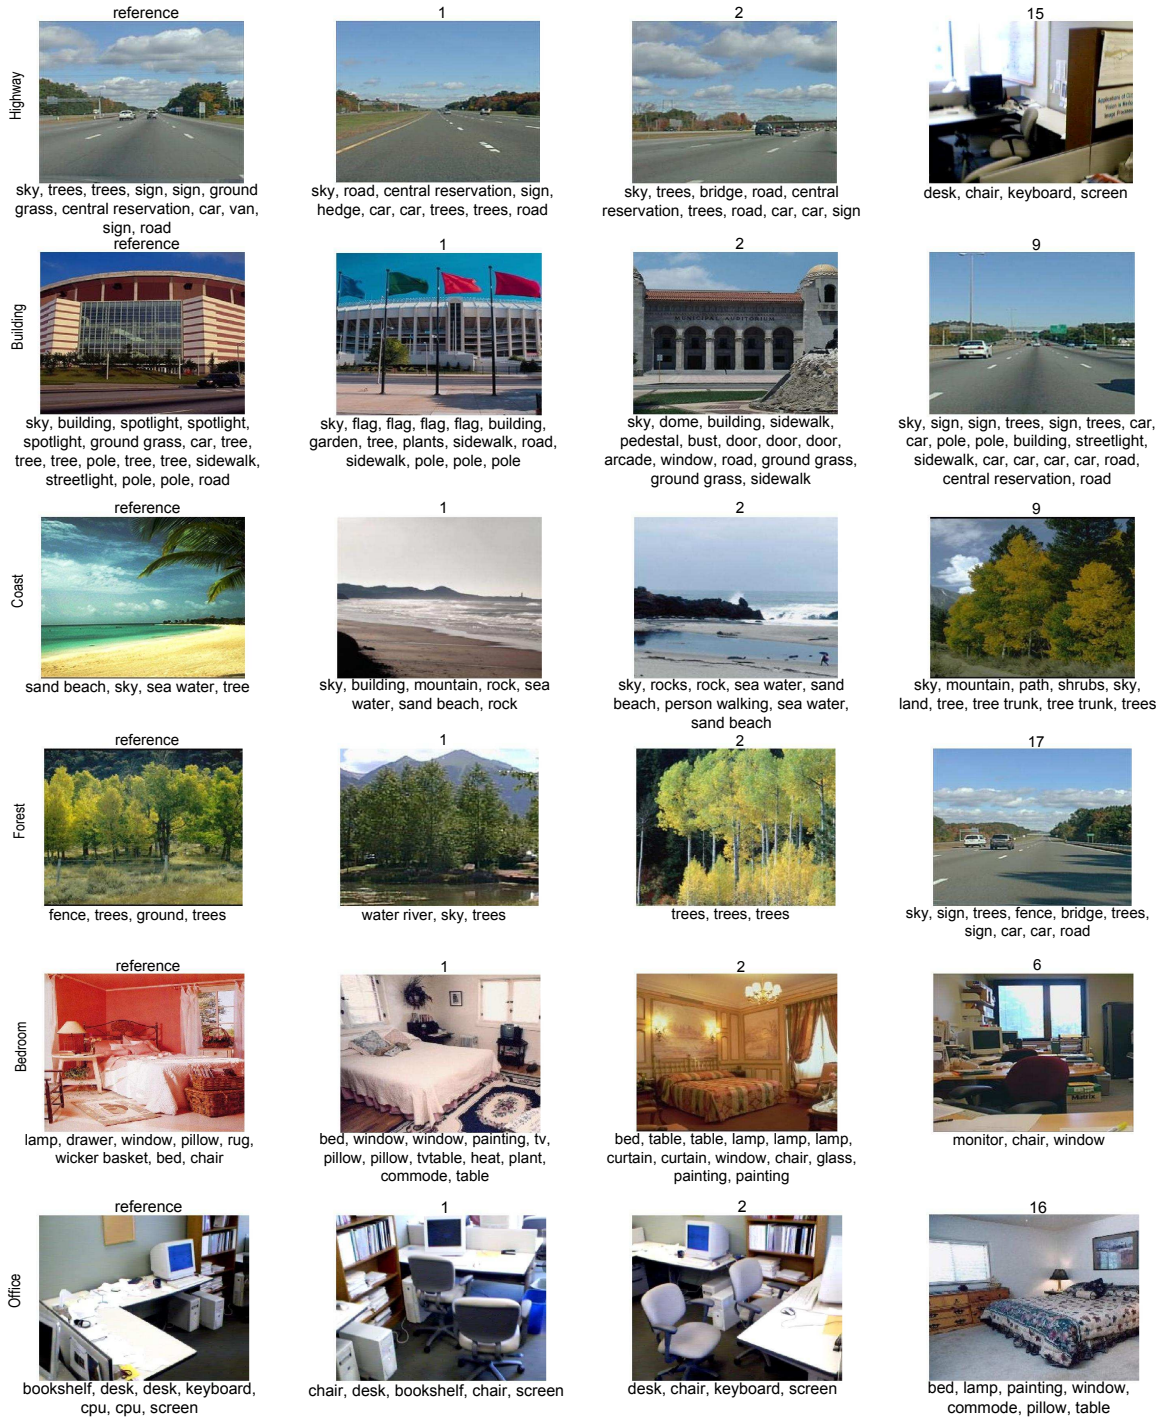 reference
1
2
15
Highway
sky, trees, trees, sign, sign, ground
grass, central reservation, car, van,
sign, road
sky, road, central reservation, sign,
hedge, car, car, trees, trees, road
sky, trees, bridge, road, central
reservation, trees, road, car, car, sign
Applications of
desk, chair, keyboard, screen
reference
1
2
9
Building
MUNICIPAL AUDITORIUM
sky, building, spotlight, spotlight,
spotlight, ground grass, car, tree,
tree, tree, pole, tree, tree, sidewalk,
streetlight, pole, pole, road
sky, flag, flag, flag, flag, building,
garden, tree, plants, sidewalk, road,
sidewalk, pole, pole, pole
sky, dome, building, sidewalk,
pedestal, bust, door, door, door,
arcade, window, road, ground grass,
ground grass, sidewalk
sky, sign, sign, trees, sign, trees, car,
car, pole, pole, building, streetlight,
sidewalk, car, car, car, car, road,
central reservation, road
reference
1
2
9
Coast
sand beach, sky, sea water, tree
sky, building, mountain, rock, sea
water, sand beach, rock
sky, rocks, rock, sea water, sand
beach, person walking, sea water,
sand beach
sky, mountain, path, shrubs, sky,
land, tree, tree trunk, tree trunk, trees
reference
1
2
17
Forest
fence, trees, ground, trees
water river, sky, trees
trees, trees, trees
sky, sign, trees, fence, bridge, trees,
sign, car, car, road
reference
1
2
6
Bedroom
Matrix
lamp, drawer, window, pillow, rug,
wicker basket, bed, chair
bed, window, window, painting, tv,
pillow, pillow, tvtable, heat, plant,
commode, table
bed, table, table, lamp, lamp, lamp,
curtain, curtain, window, chair, glass,
painting, painting
monitor, chair, window
reference
1
2
16
Office
bookshelf, desk, desk, keyboard,
cpu, cpu, screen
chair, desk, bookshelf, chair, screen
desk, chair, keyboard, screen
bed, lamp, painting, window,
commode, pillow, table